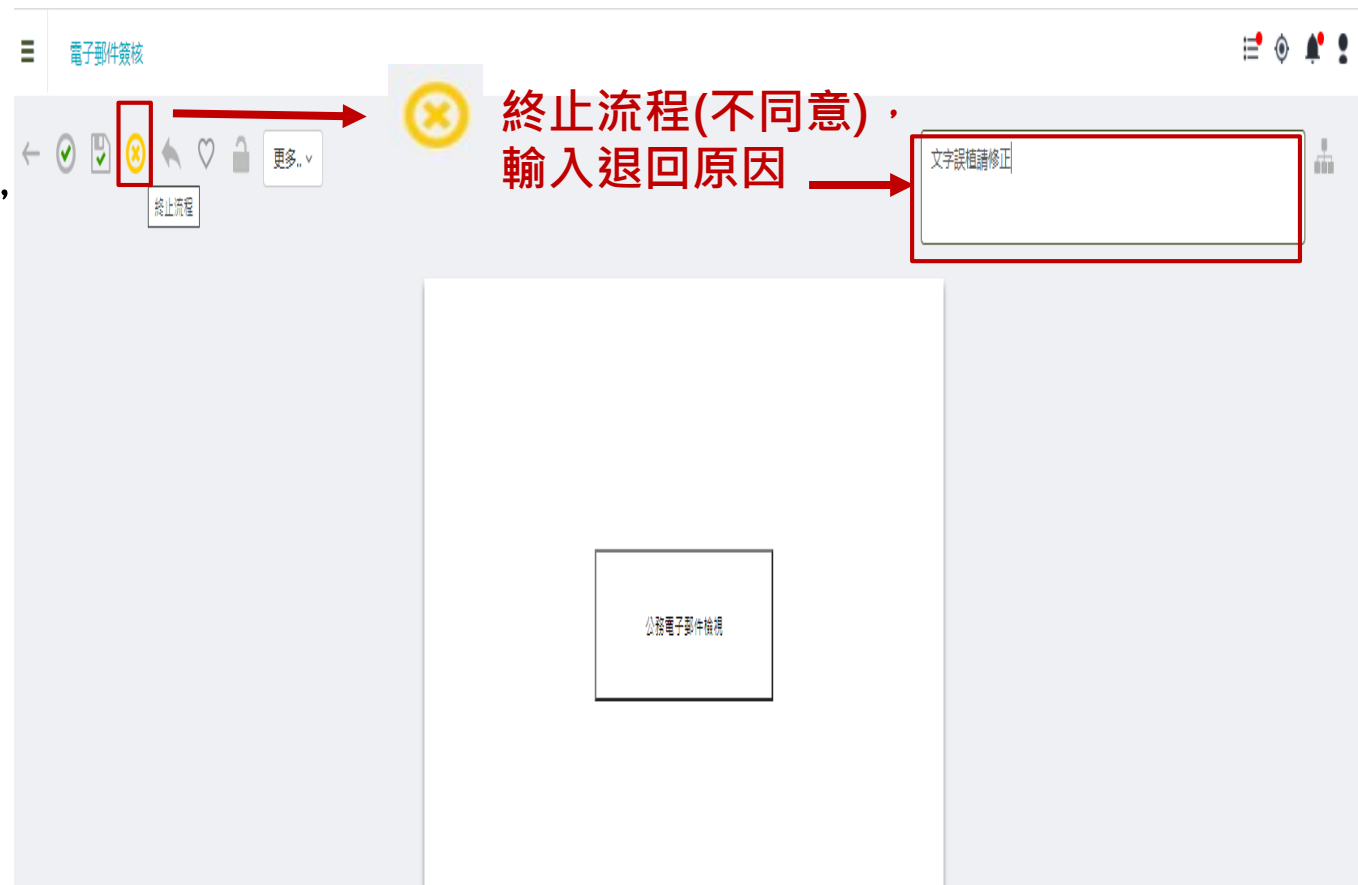 電子郵件簽核
終止流程(不同意)，
輸入退回原因
更多..
文字誤植請修正
,
終止流程
公務電子郵件檢視